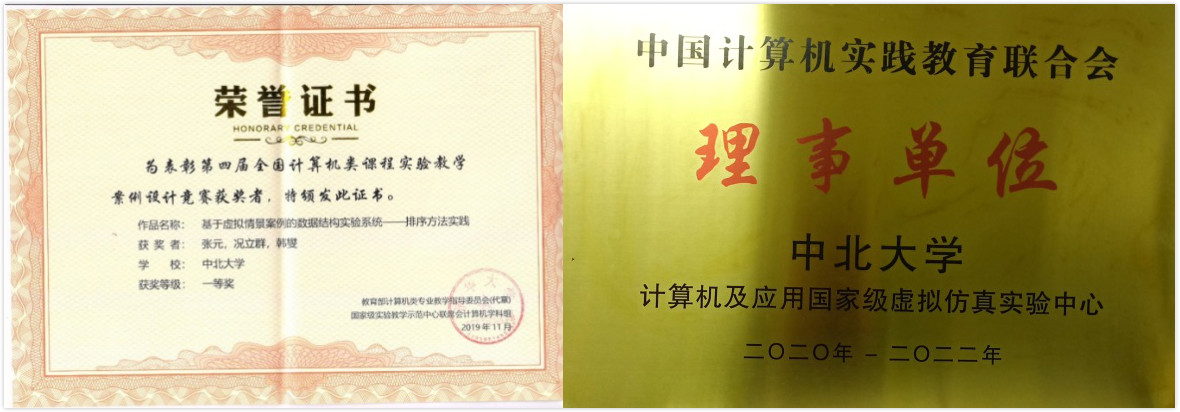 荣誉证书
HONORARY CREDENTIAL
为表彰第四届全国计算机类课程实验教学
案例设计竞赛获奖者，特颁发此证书。
作品名称： 基于虚拟情景案例的数据结构实验系统——排序方法实践
获 奖 者： 张元，况立群，韩燮
学 校： 中北大学
获奖等级： 一等奖
教育部计算机类专业教学指导委员会(代章)
国家级实验教学示范中心联席会计算机学科组
2019年11月
中国计算机实践教育联合会
理事单位
中北大学
计算机及应用国家级虚拟仿真实验中心
二〇二〇年 - 二〇二二年